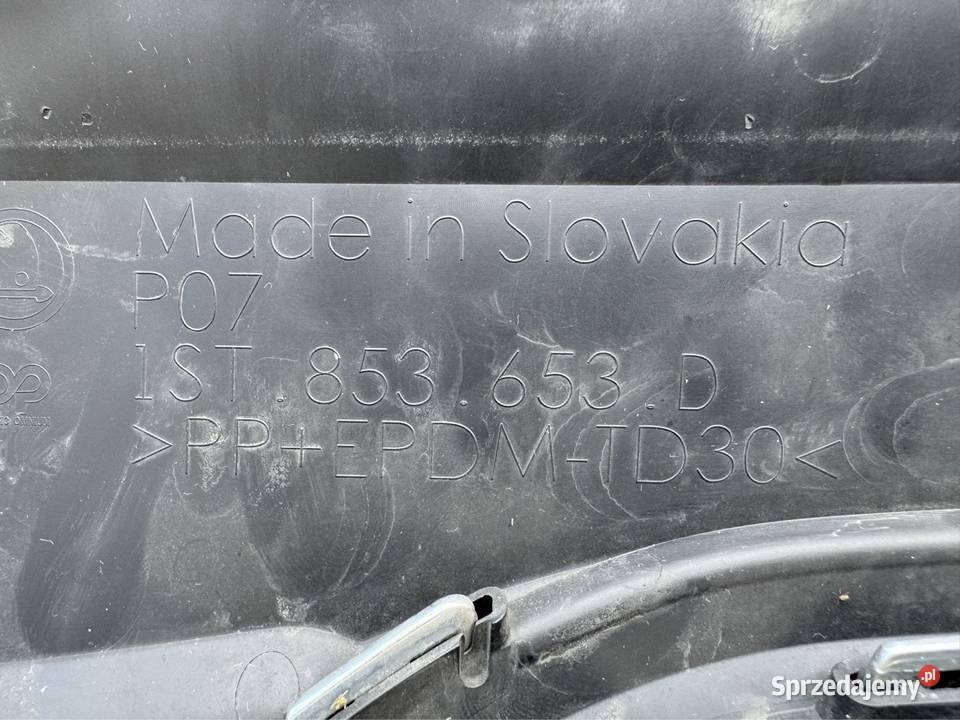 Made in Slovakia
P07
1ST.853.653.D
>PP+EPDM-TD30<
Sprzedajemy.pl